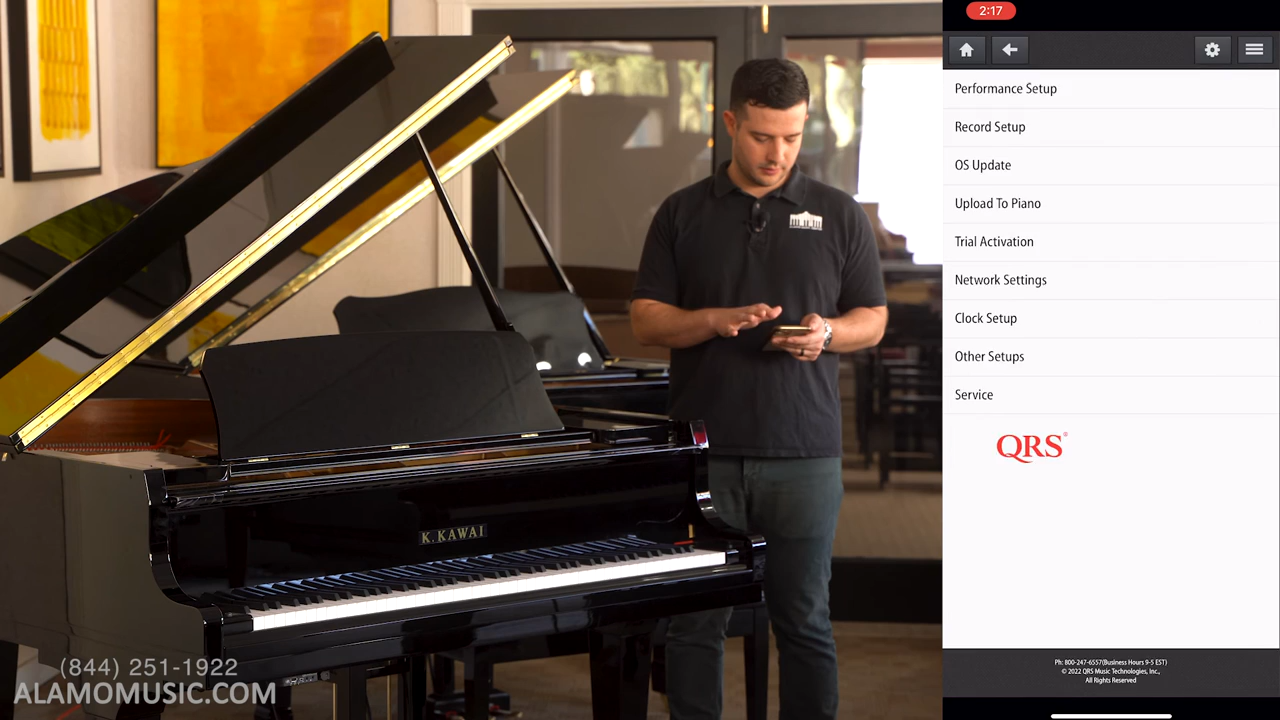 2:17
Performance Setup
Record Setup
OS Update
Upload To Piano
Trial Activation
Network Settings
Clock Setup
Other Setups
Service
QRS®
Ph: 800-247-6557(Business Hours 9-5 EST)
© 2022 QRS Music Technologies, Inc.,
All Rights Reserved
K.KAWAI
(844) 251-1922
ALAMOMUSIC.COM